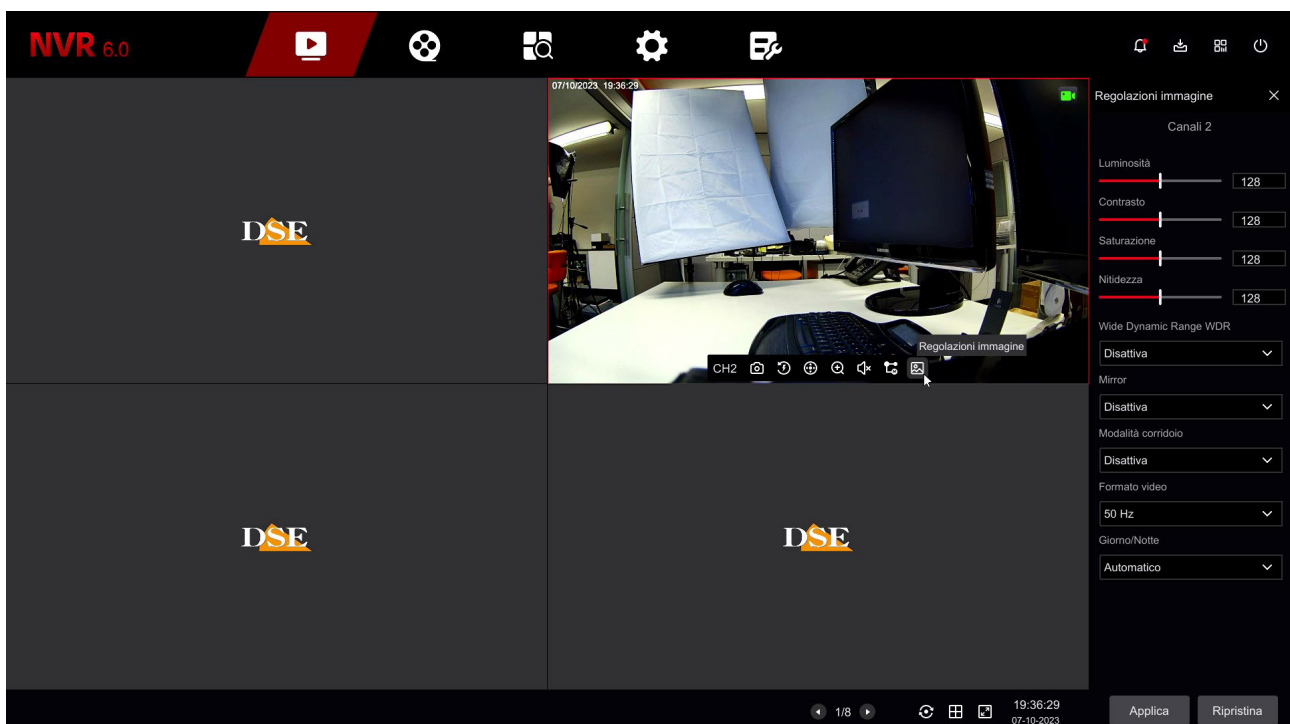 NVR 6.0
07/10/2023 19:36:29
DSE
DSE
DSE
CH2
Regolazioni immagine
Regolazioni immagine
Canali 2
Luminosità
128
Contrasto
128
Saturazione
128
Nitidezza
128
Wide Dynamic Range WDR
Disattiva
Mirror
Disattiva
Modalità corridoio
Disattiva
Formato video
50 Hz
Giorno/Notte
Automatico
1/8
19:36:29
07-10-2023
Applica
Ripristina